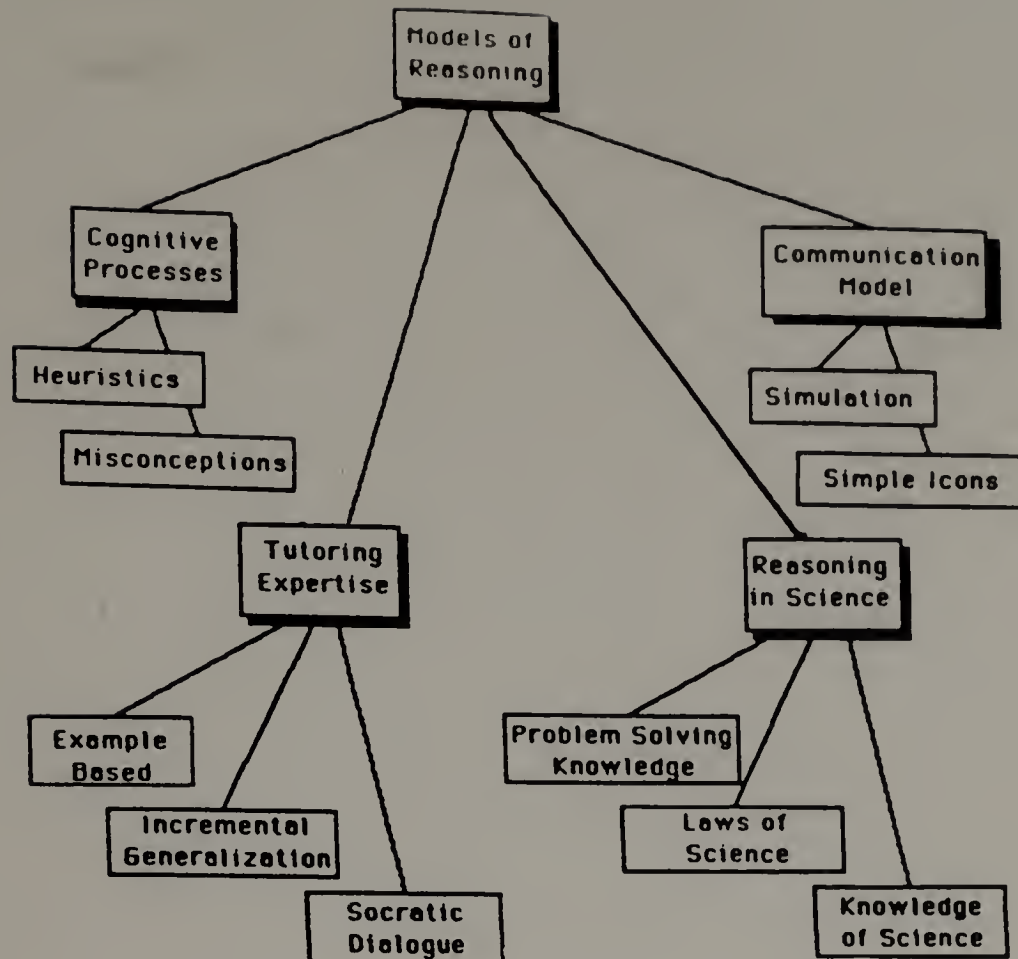 Models of
Reasoning
Cognitive
Processes
Communication
Model
Heuristics
Simulation
Misconceptions
Simple Icons
Tutoring
Expertise
Reasoning
in Science
Example
Based
Problem Solving
Knowledge
Incremental
Generalization
Laws of
Science
Socratic
Dialogue
Knowledge
of Science